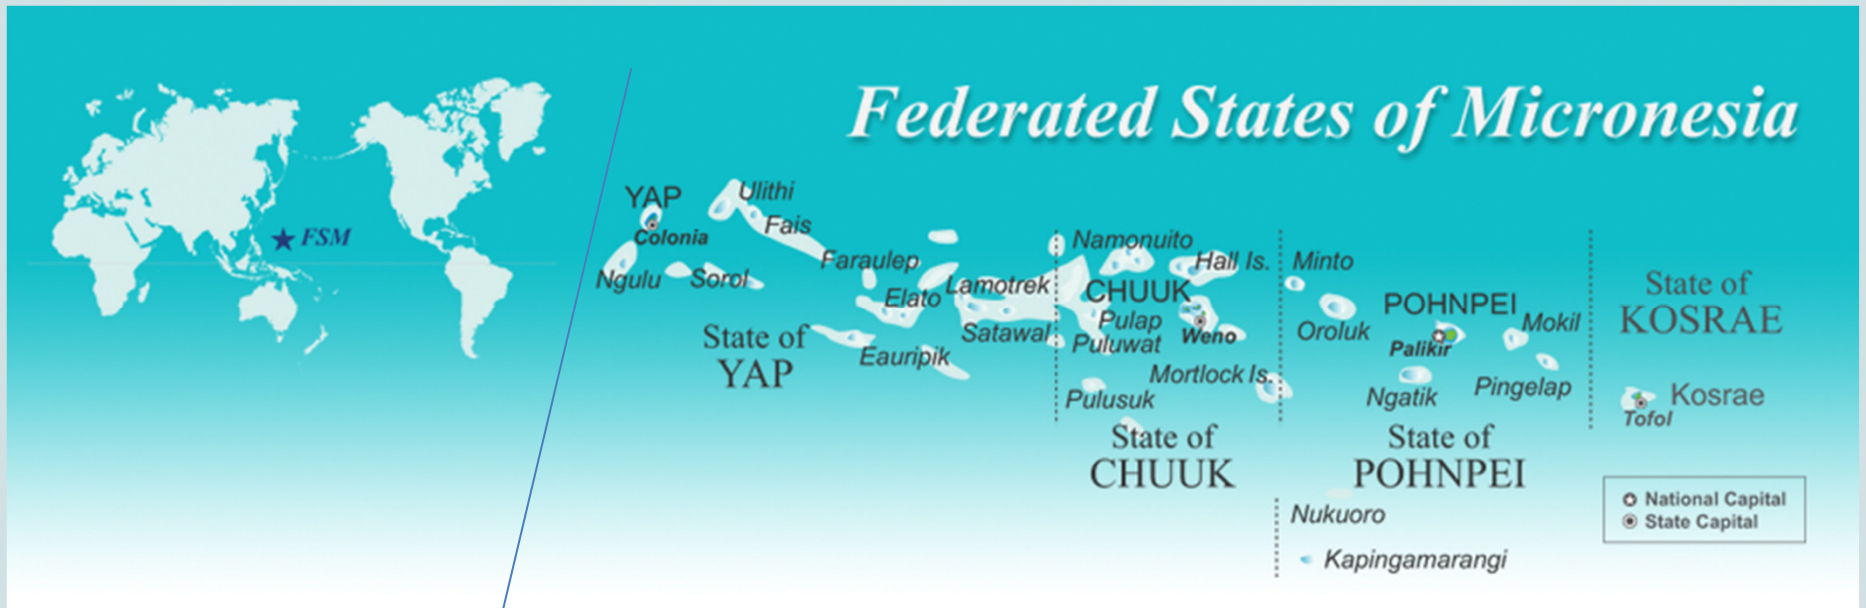 Federated States of Micronesia
FSM
YAP
Colonia
Ulithi
Fais
Ngulu
Sorol
Faraulep
Elato
Lamotrek
Satawal
Eauripik
State of
YAP
Namonuito
Hall Is.
CHUUK
Pulap
Puluwat
Weno
Mortlock Is.
Pulusuk
State of
CHUUK
Minto
Oroluk
POHNPEI
Palikir
Mokil
Ngatik
Pingelap
State of
POHNPEI
Nukuoro
Kapingamarangi
State of
KOSRAE
Kosrae
Tofol
National Capital
State Capital